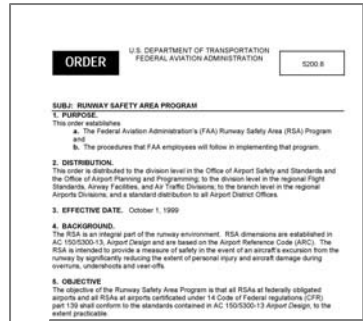 U.S. DEPARTMENT OF TRANSPORTATION
FEDERAL AVIATION ADMINISTRATION
ORDER
5200.8
SUBJ: RUNWAY SAFETY AREA PROGRAM
1. PURPOSE.
This order establishes
a. The Federal Aviation Administration's (FAA) Runway Safety Area (RSA) Program
and
b. The procedures that FAA employees will follow in implementing that program.
2. DISTRIBUTION.
This order is distributed to the division level in the Office of Airport Safety and Standards and
the Office of Airport Planning and Programming; to the division level in the regional Flight
Standards, Airway Facilities, and Air Traffic Divisions; to the branch level in the regional
Airports Divisions, and a standard distribution to all Airport District Offices.
3. EFFECTIVE DATE. October 1, 1999
4. BACKGROUND.
The RSA is an integral part of the runway environment. RSA dimensions are established in
AC 150/5300-13, Airport Design and are based on the Airport Reference Code (ARC). The
RSA is intended to provide a measure of safety in the event of an aircraft's excursion from the
runway by significantly reducing the extent of personal injury and aircraft damage during
overruns, undershoots and veer-offs.
5. OBJECTIVE
The objective of the Runway Safety Area Program is that all RSAs at federally obligated
airports and all RSAs at airports certificated under 14 Code of Federal regulations (CFR)
part 139 shall conform to the standards contained in AC 150/5300-13 Airport Design, to the
extent practicable.